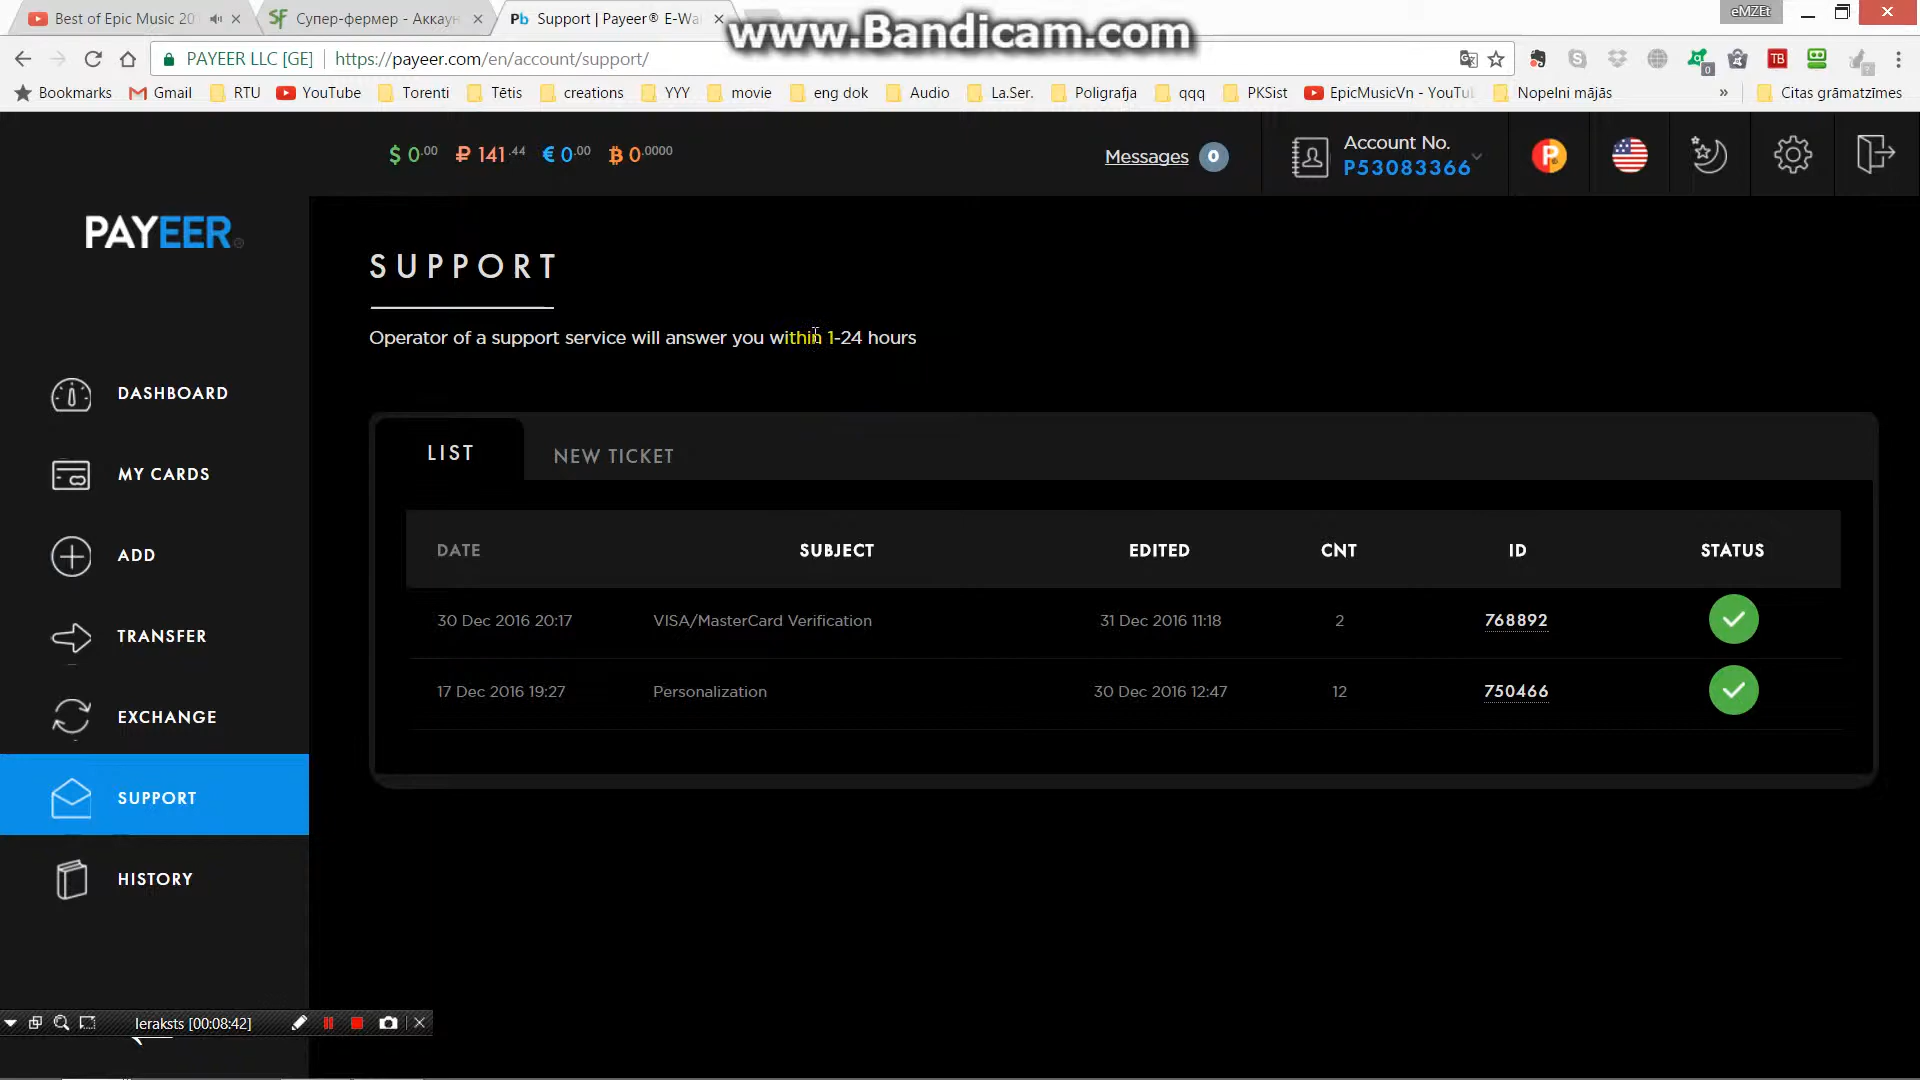 Best of Epic Music 20
Супер-фермер - Аккаун
Support | Payeer® E-Wa
www.Bandicam.com
eMZEt
PAYEER LLC [GE]
https://payeer.com/en/account/support/
0
TB
Bookmarks
Gmail
RTU
YouTube
Torenti
Tētis
creations
YYY
movie
eng dok
Audio
La.Ser.
Poligrafja
qqq
PKSist
EpicMusicVn - YouTu
Nopelni mājās
»
Citas grāmatzīmes
$ 0.00
₽ 141.44
€ 0.00
฿ 0.0000
Messages 0
Account No.
P53083366
PAYEER
SUPPORT
Operator of a support service will answer you within 1-24 hours
DASHBOARD
MY CARDS
ADD
TRANSFER
EXCHANGE
SUPPORT
HISTORY
LIST
NEW TICKET
DATE SUBJECT EDITED CNT ID STATUS
30 Dec 2016 20:17 VISA/MasterCard Verification 31 Dec 2016 11:18 2 768892
17 Dec 2016 19:27 Personalization 30 Dec 2016 12:47 12 750466
Ieraksts [00:08:42]